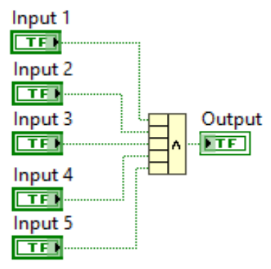 Input 1
TF
Input 2
TF
Input 3
TF
Input 4
TF
Input 5
TF
Output
TF